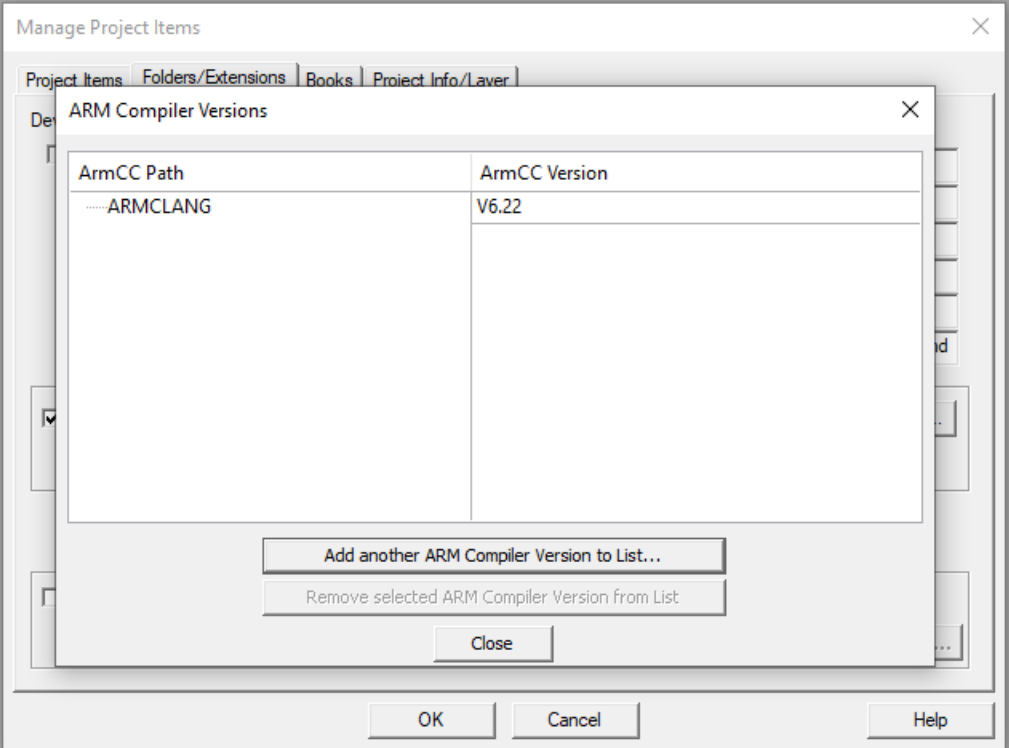 Manage Project Items
Project Items Folders/Extensions Books Project Info/Layer
ARM Compiler Versions
ArmCC Path ArmCC Version
ARMCLANG V6.22
Add another ARM Compiler Version to List...
Remove selected ARM Compiler Version from List
Close
OK Cancel Help